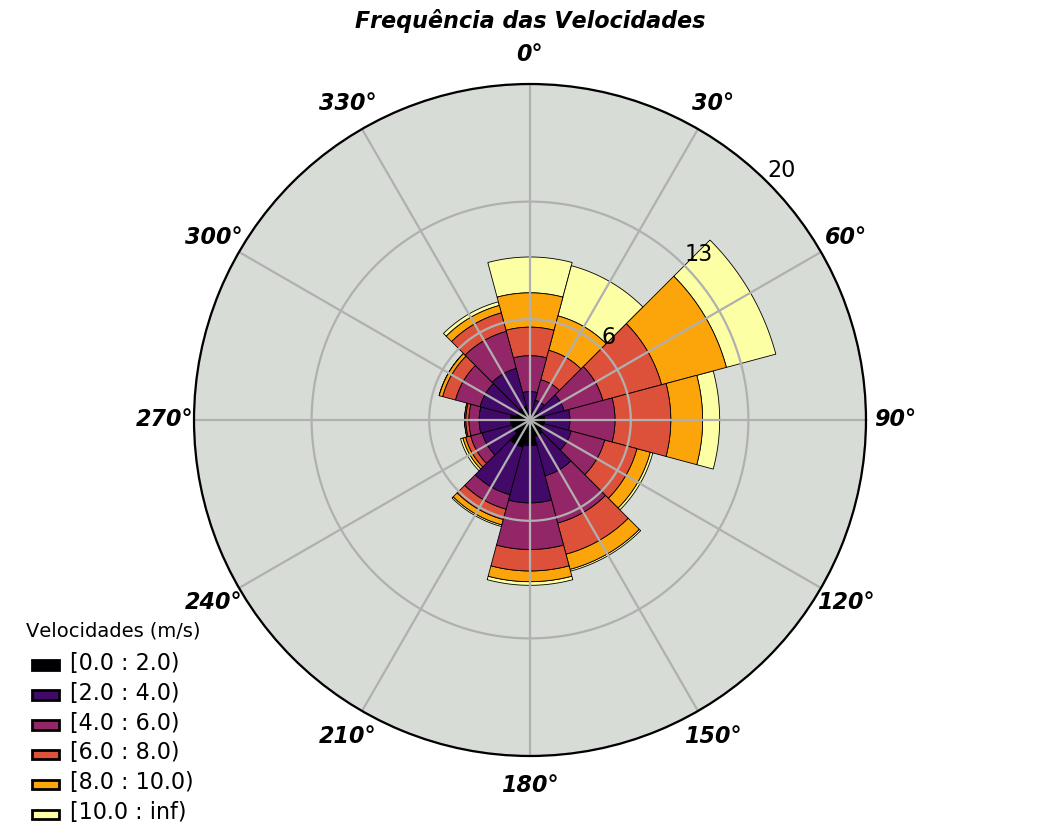 Frequência das Velocidades
0°
330°
30°
20
300°
60°
13
6
270°
90°
240°
120°
210°
150°
180°
Velocidades (m/s)
[0.0 : 2.0)
[2.0 : 4.0)
[4.0 : 6.0)
[6.0 : 8.0)
[8.0 : 10.0)
[10.0 : inf)